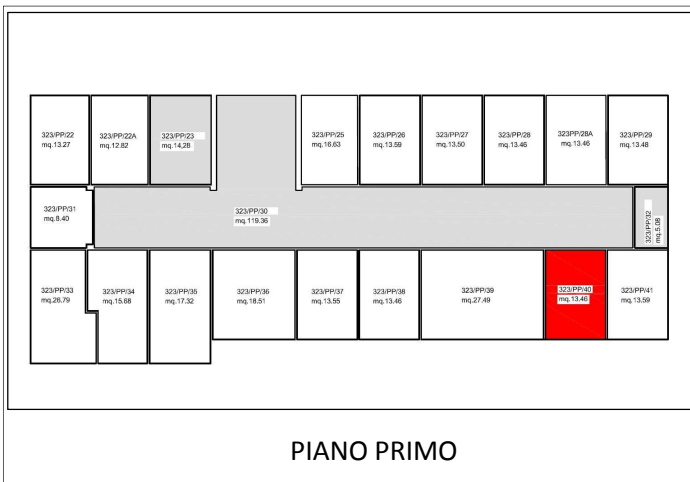 323/PP/22
mq.13.27
323/PP/22A
mq.12.82
323/PP/23
mq.14,28
323/PP/25
mq.16,63
323/PP/26
mq.13.59
323/PP/27
mq.13.50
323/PP/28
mq.13.46
323PP/28A
mq.13.46
323/PP/29
mq.13.48
323/PP/31
mq.8.40
323/PP/30
mq.119.36
323/PP/32
mq.5.08
323/PP/33
mq.26.79
323/PP/34
mq.15.68
323/PP/35
mq.17.32
323/PP/36
mq.18.51
323/PP/37
mq.13.55
323/PP/38
mq.13.46
323/PP/39
mq.27.49
323/PP/40
mq.13.46
323/PP/41
mq.13.59
PIANO PRIMO